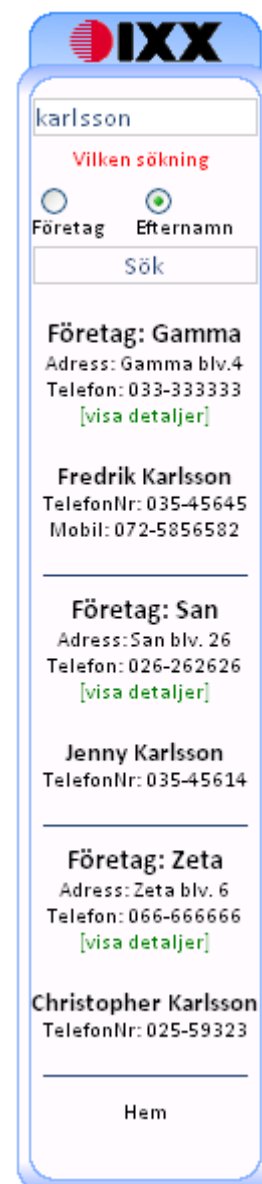 IXX
karlsson
Vilken sökning
Företag Efternamn
Sök
Företag: Gamma
Adress: Gamma blv.4
Telefon: 033-333333
[visa detaljer]
Fredrik Karlsson
TelefonNr: 035-45645
Mobil: 072-5856582
Företag: San
Adress: San blv. 26
Telefon: 026-262626
[visa detaljer]
Jenny Karlsson
TelefonNr: 035-45614
Företag: Zeta
Adress: Zeta blv. 6
Telefon: 066-666666
[visa detaljer]
Christopher Karlsson
TelefonNr: 025-59323
Hem